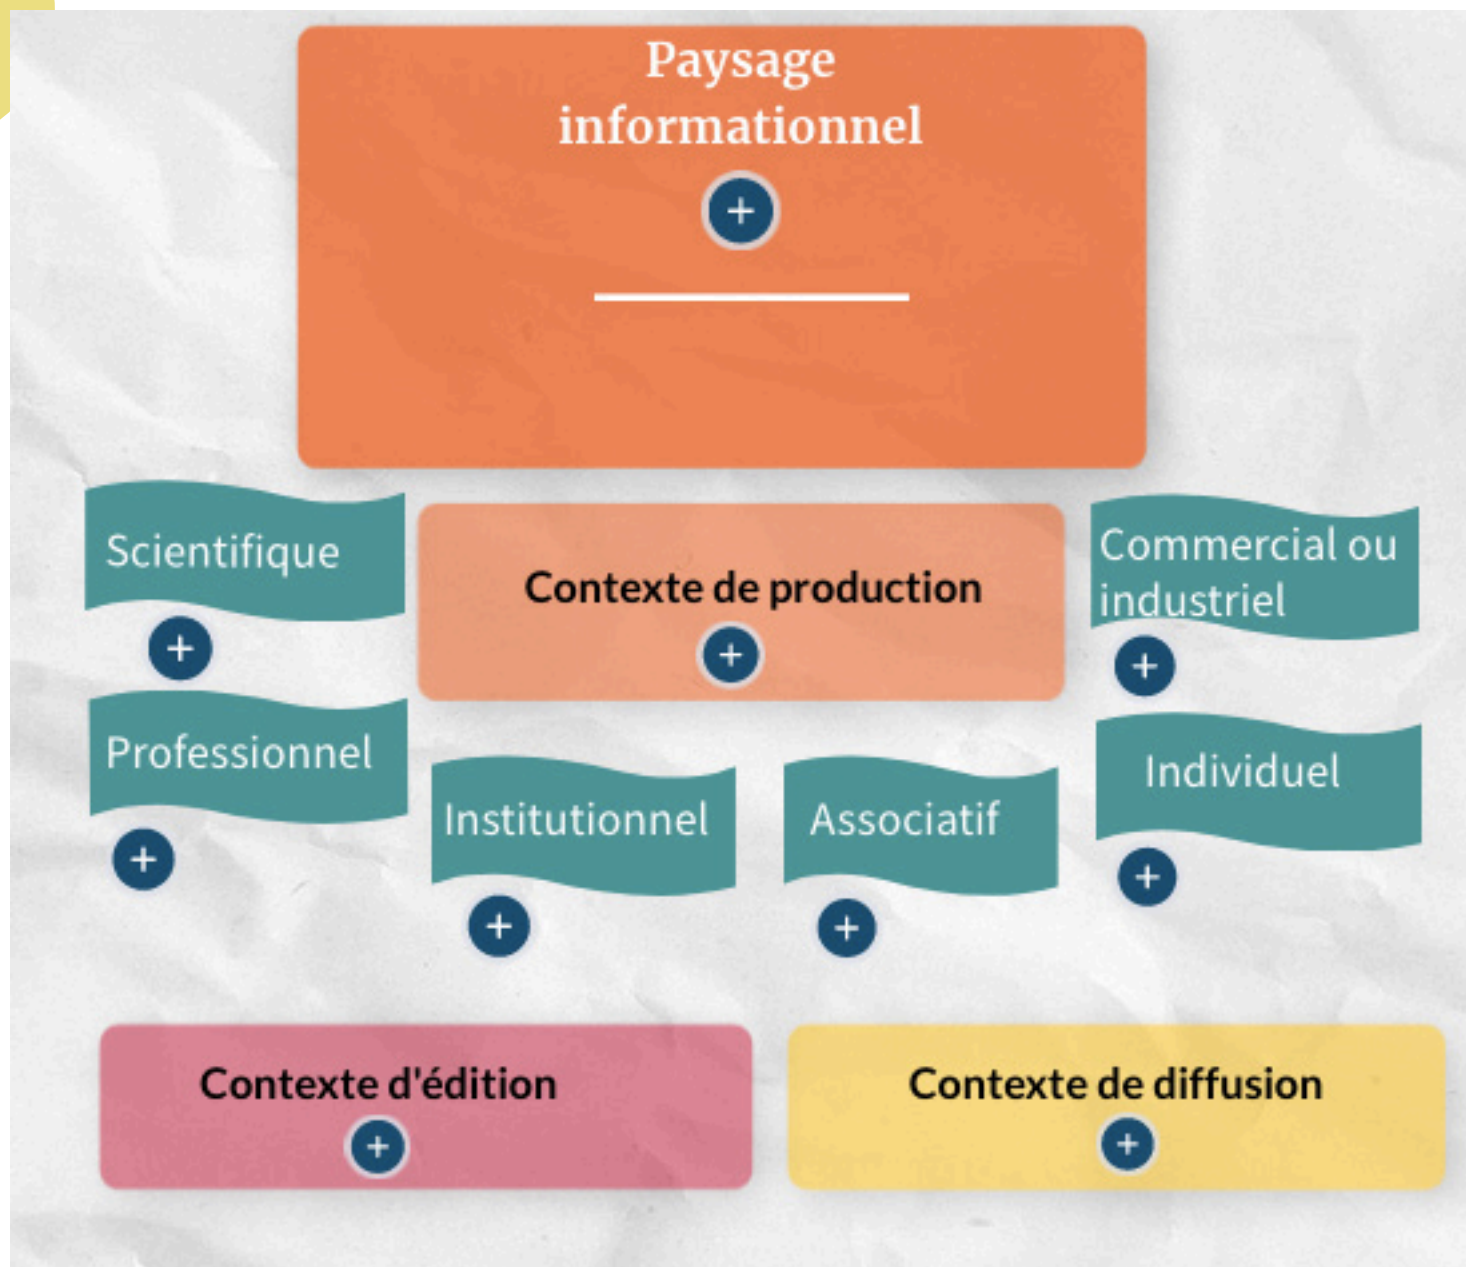 Paysage
informationnel
Scientifique
Contexte de production
Commercial ou
industriel
Professionnel
Institutionnel
Associatif
Individuel
Contexte d'édition
Contexte de diffusion